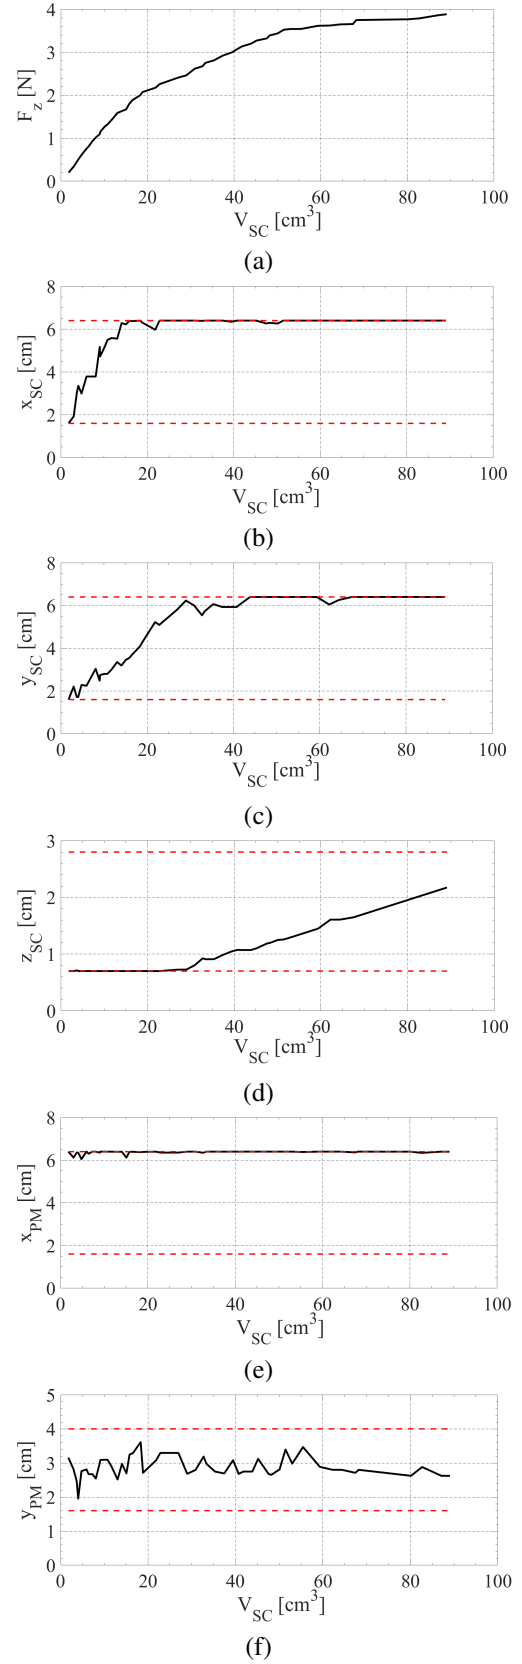 4
3
2
1
0
F_z [N]
0 20 40 60 80 100
V_SC [cm^3]
(a)
8
6
4
2
0
x_SC [cm]
0 20 40 60 80 100
V_SC [cm^3]
(b)
8
6
4
2
0
y_SC [cm]
0 20 40 60 80 100
V_SC [cm^3]
(c)
3
2
1
0
z_SC [cm]
0 20 40 60 80 100
V_SC [cm^3]
(d)
8
6
4
2
0
x_PM [cm]
0 20 40 60 80 100
V_SC [cm^3]
(e)
5
4
3
2
1
0
y_PM [cm]
0 20 40 60 80 100
V_SC [cm^3]
(f)